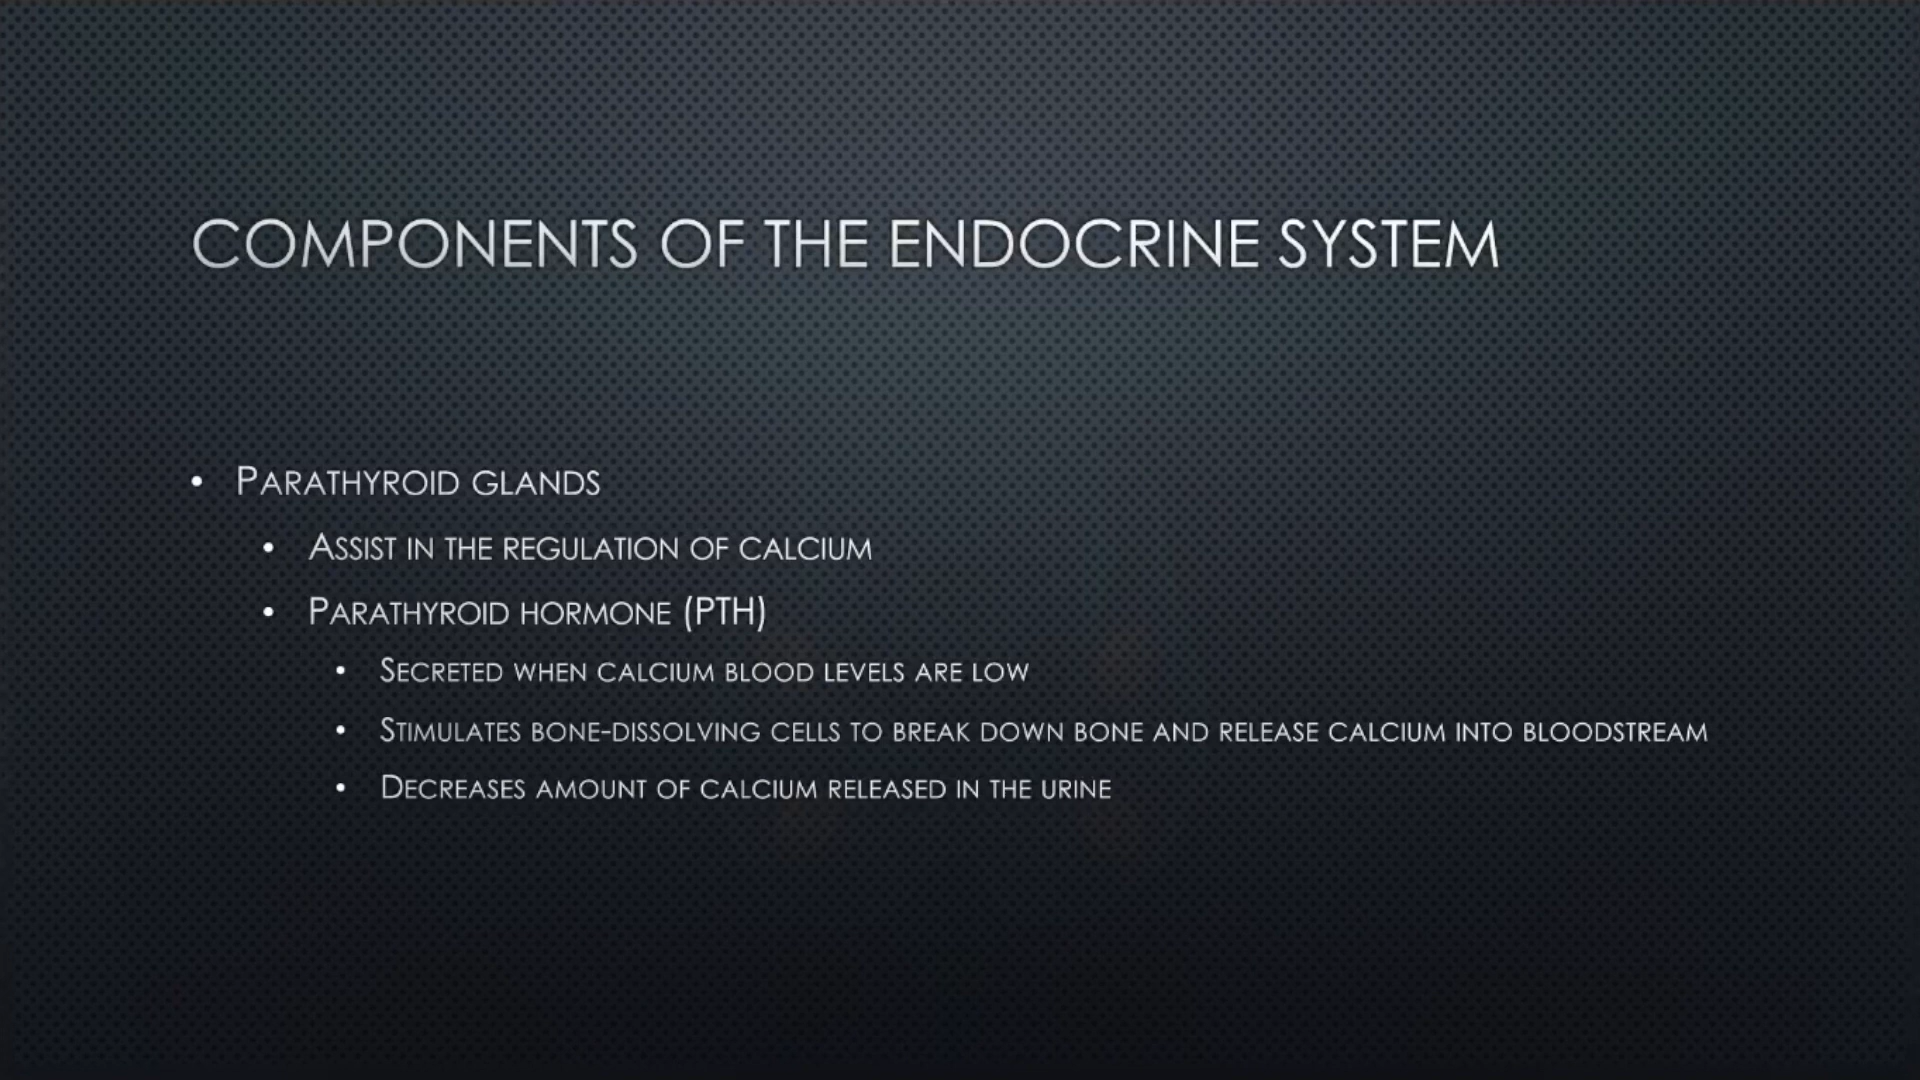 COMPONENTS OF THE ENDOCRINE SYSTEM
• PARATHYROID GLANDS
• ASSIST IN THE REGULATION OF CALCIUM
• PARATHYROID HORMONE (PTH)
• SECRETED WHEN CALCIUM BLOOD LEVELS ARE LOW
• STIMULATES BONE-DISSOLVING CELLS TO BREAK DOWN BONE AND RELEASE CALCIUM INTO BLOODSTREAM
• DECREASES AMOUNT OF CALCIUM RELEASED IN THE URINE